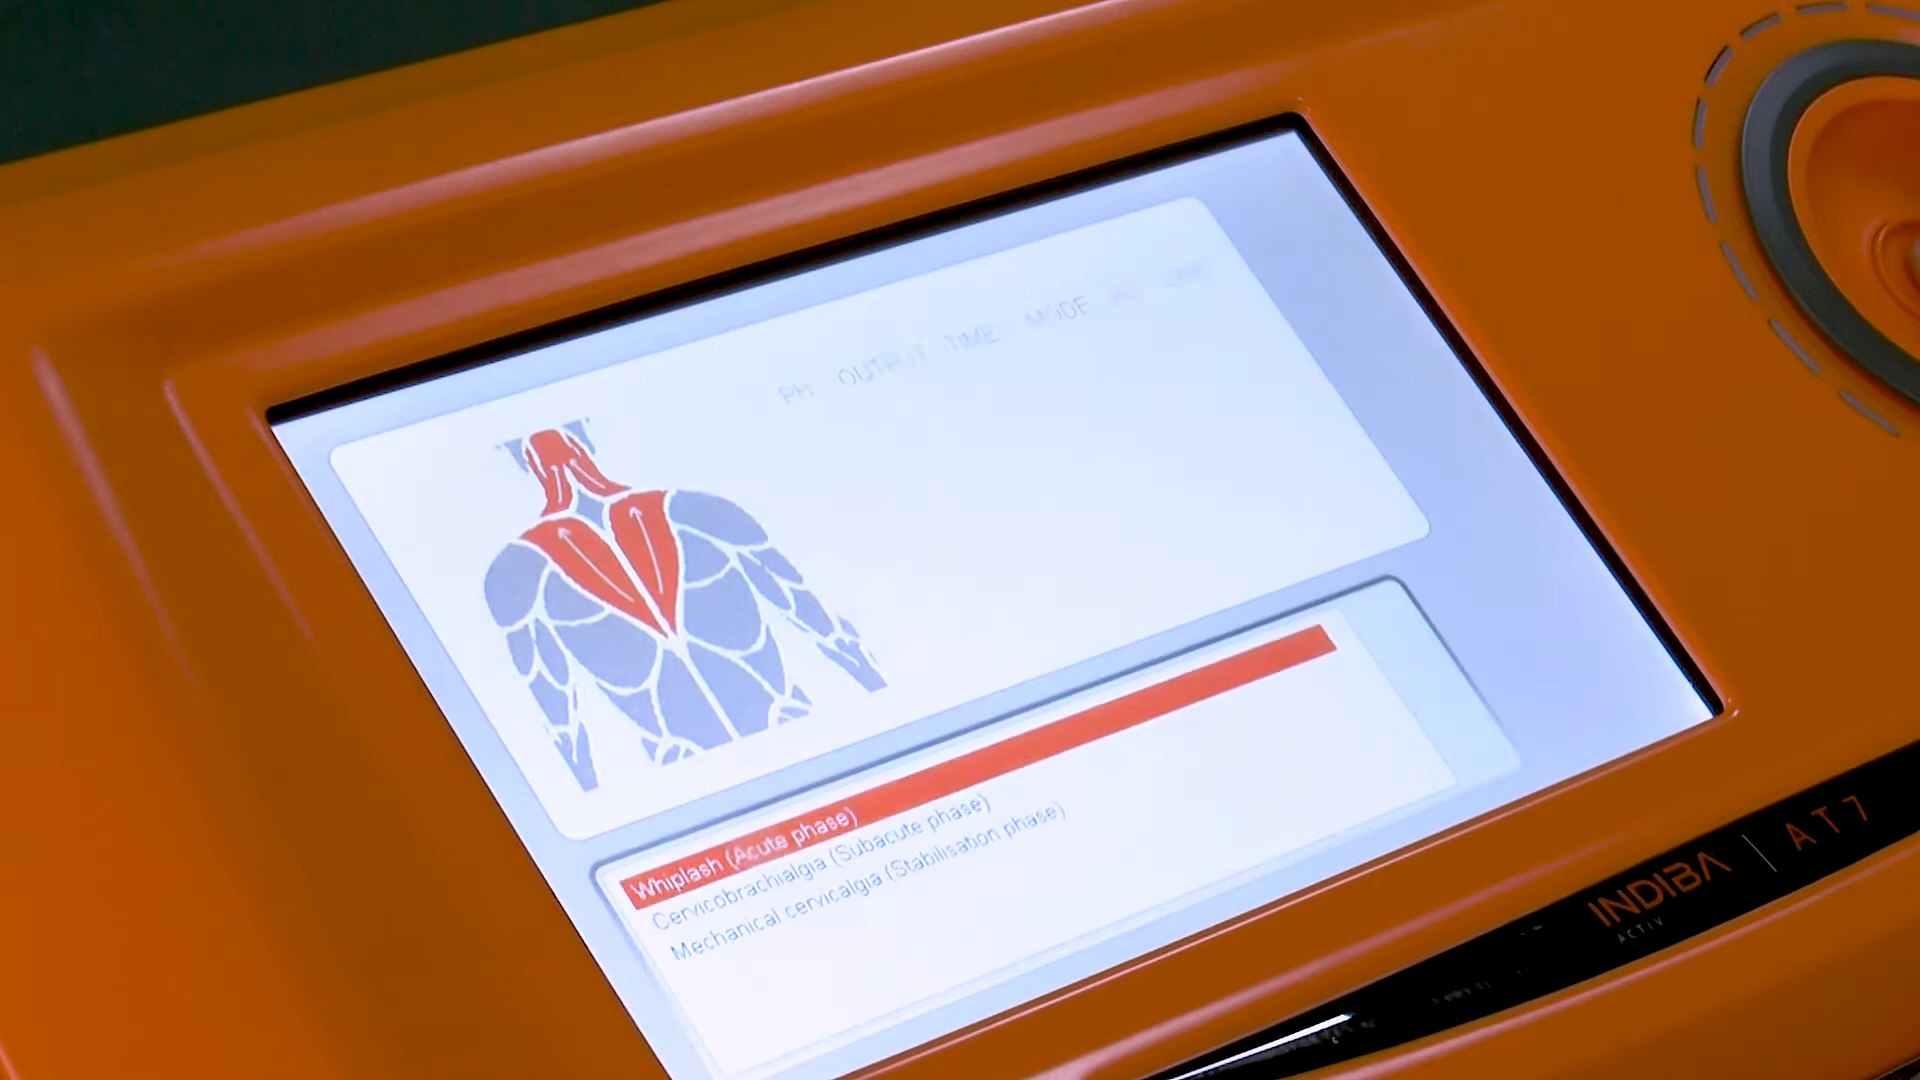 PH OUTPUT TIME MODE
Whiplash (Acute phase)
Cervicobrachialgia (Subacute phase)
Mechanical cervicalgia (Stabilisation phase)
INDIBA | AT7
ACTIV